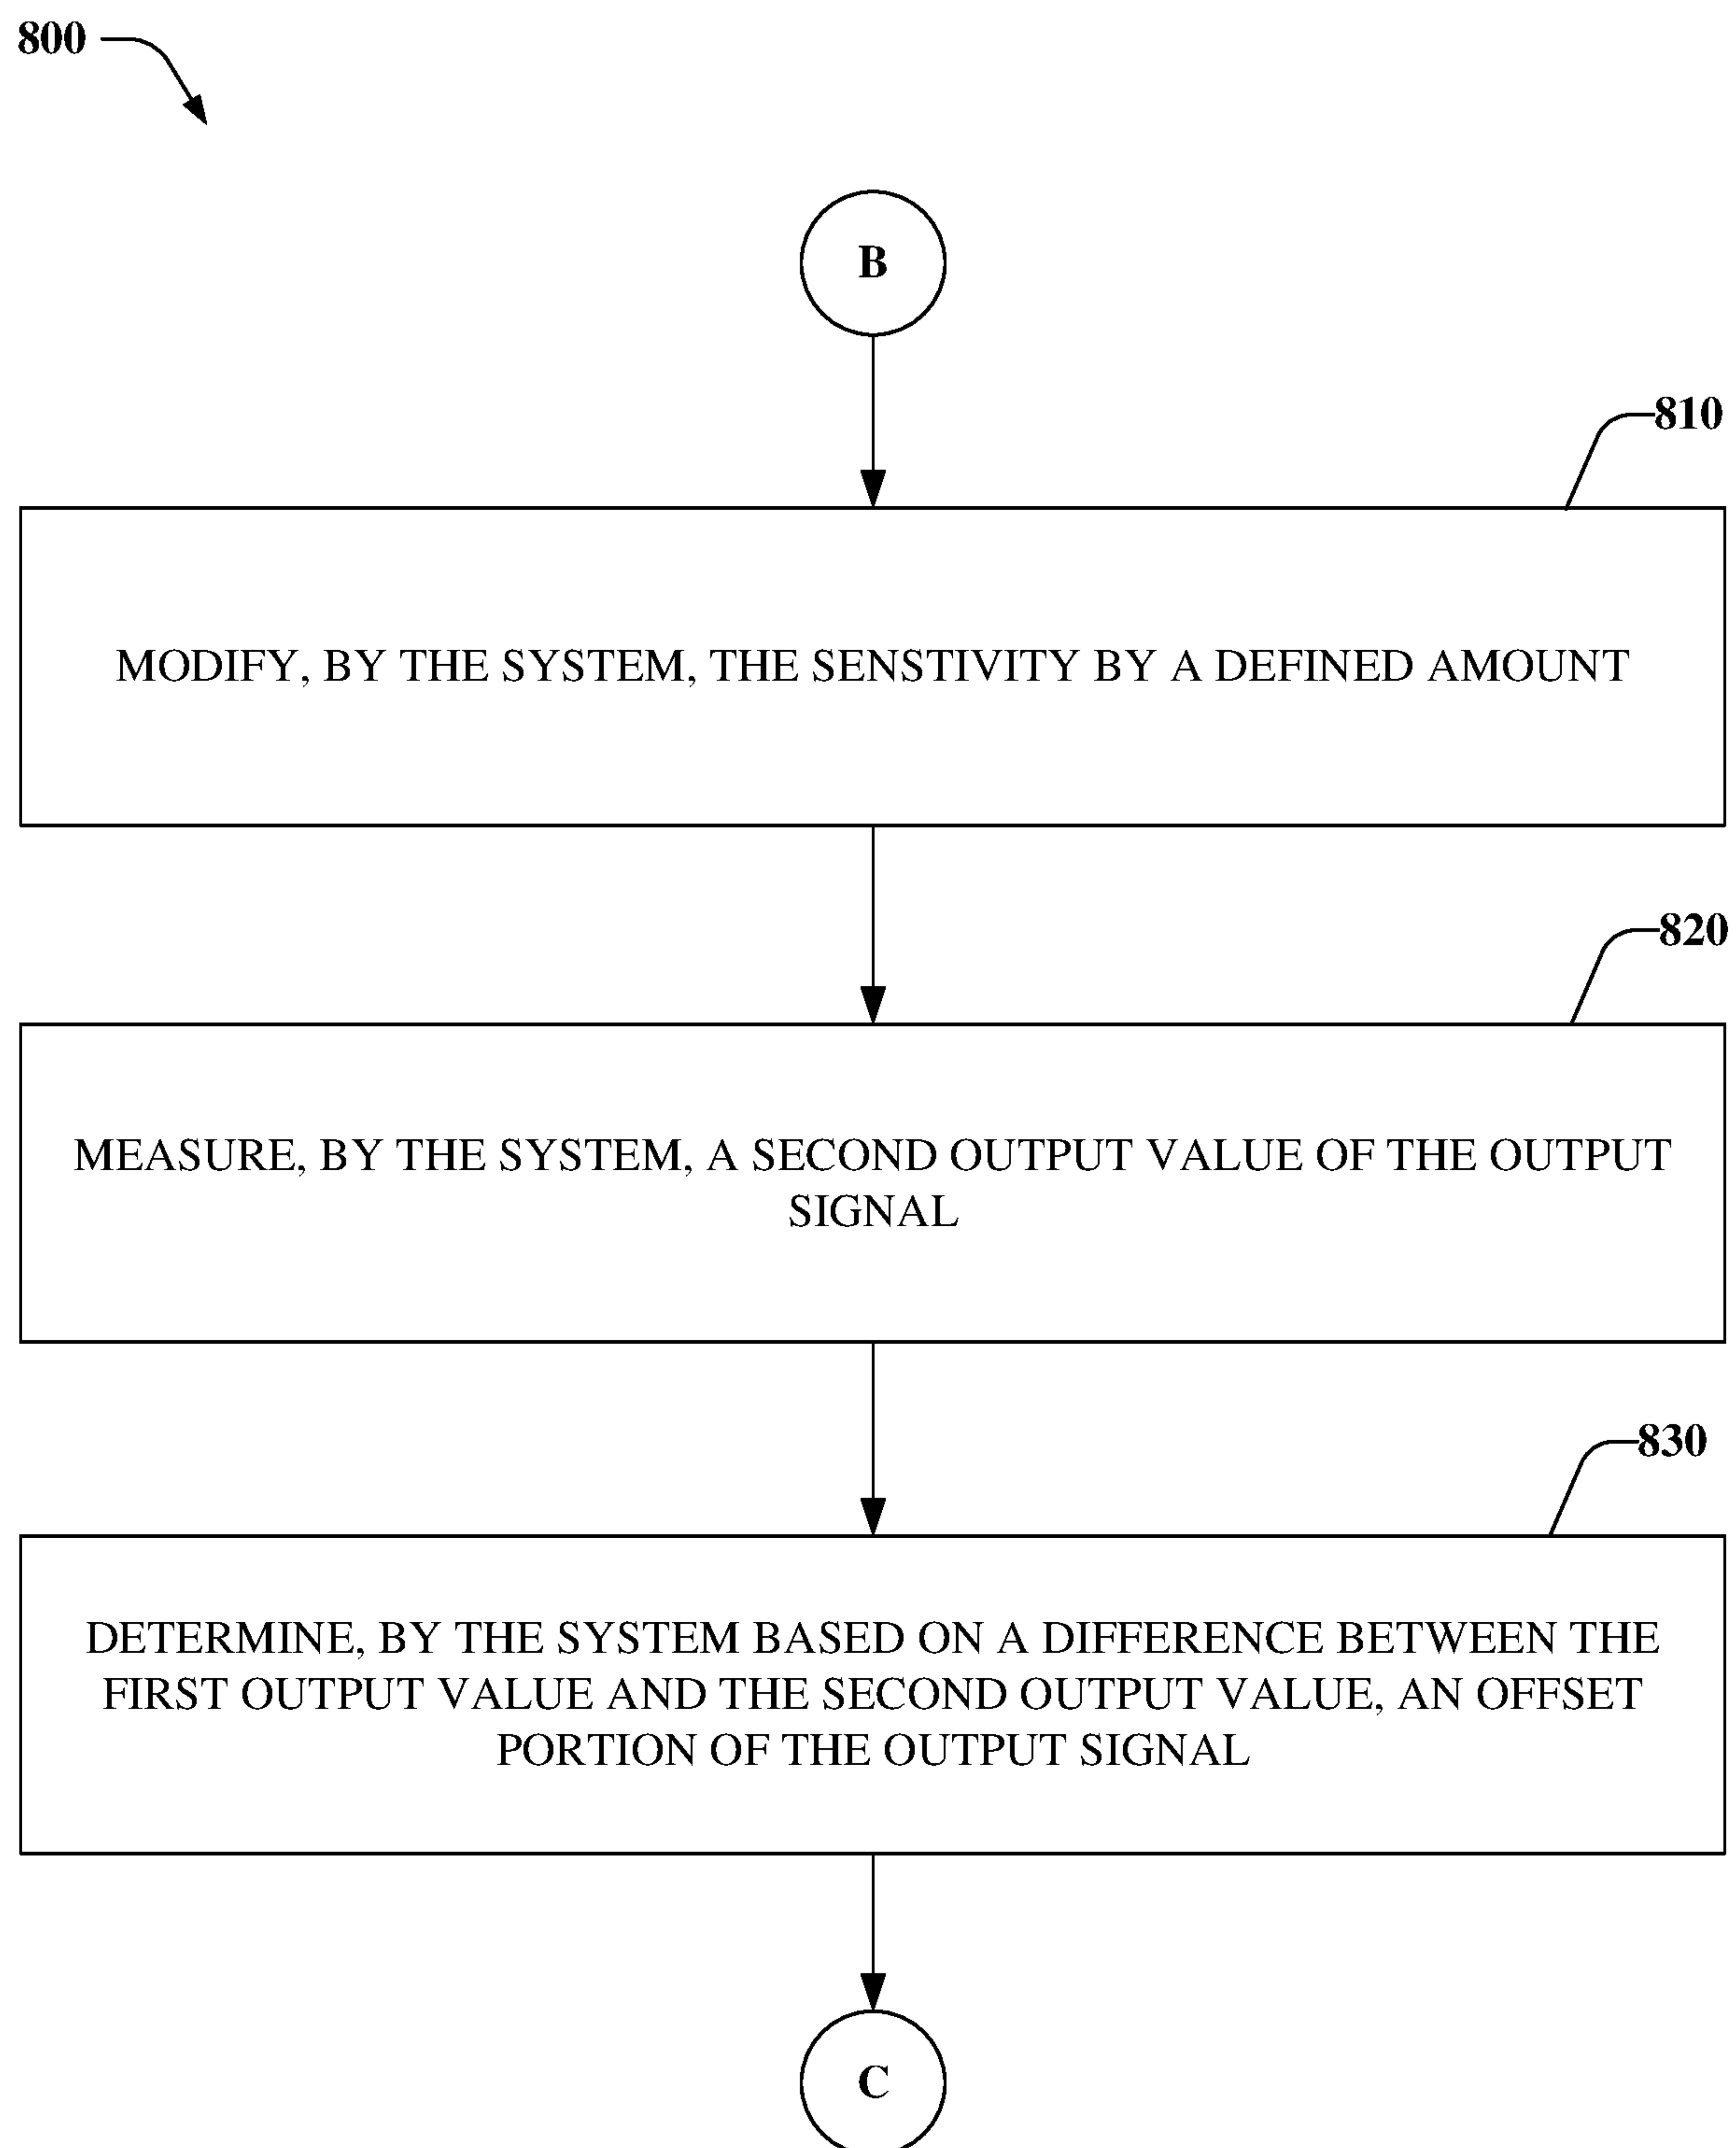 800
B
810
MODIFY, BY THE SYSTEM, THE SENSTIVITY BY A DEFINED AMOUNT
820
MEASURE, BY THE SYSTEM, A SECOND OUTPUT VALUE OF THE OUTPUT
SIGNAL
830
DETERMINE, BY THE SYSTEM BASED ON A DIFFERENCE BETWEEN THE
FIRST OUTPUT VALUE AND THE SECOND OUTPUT VALUE, AN OFFSET
PORTION OF THE OUTPUT SIGNAL
C